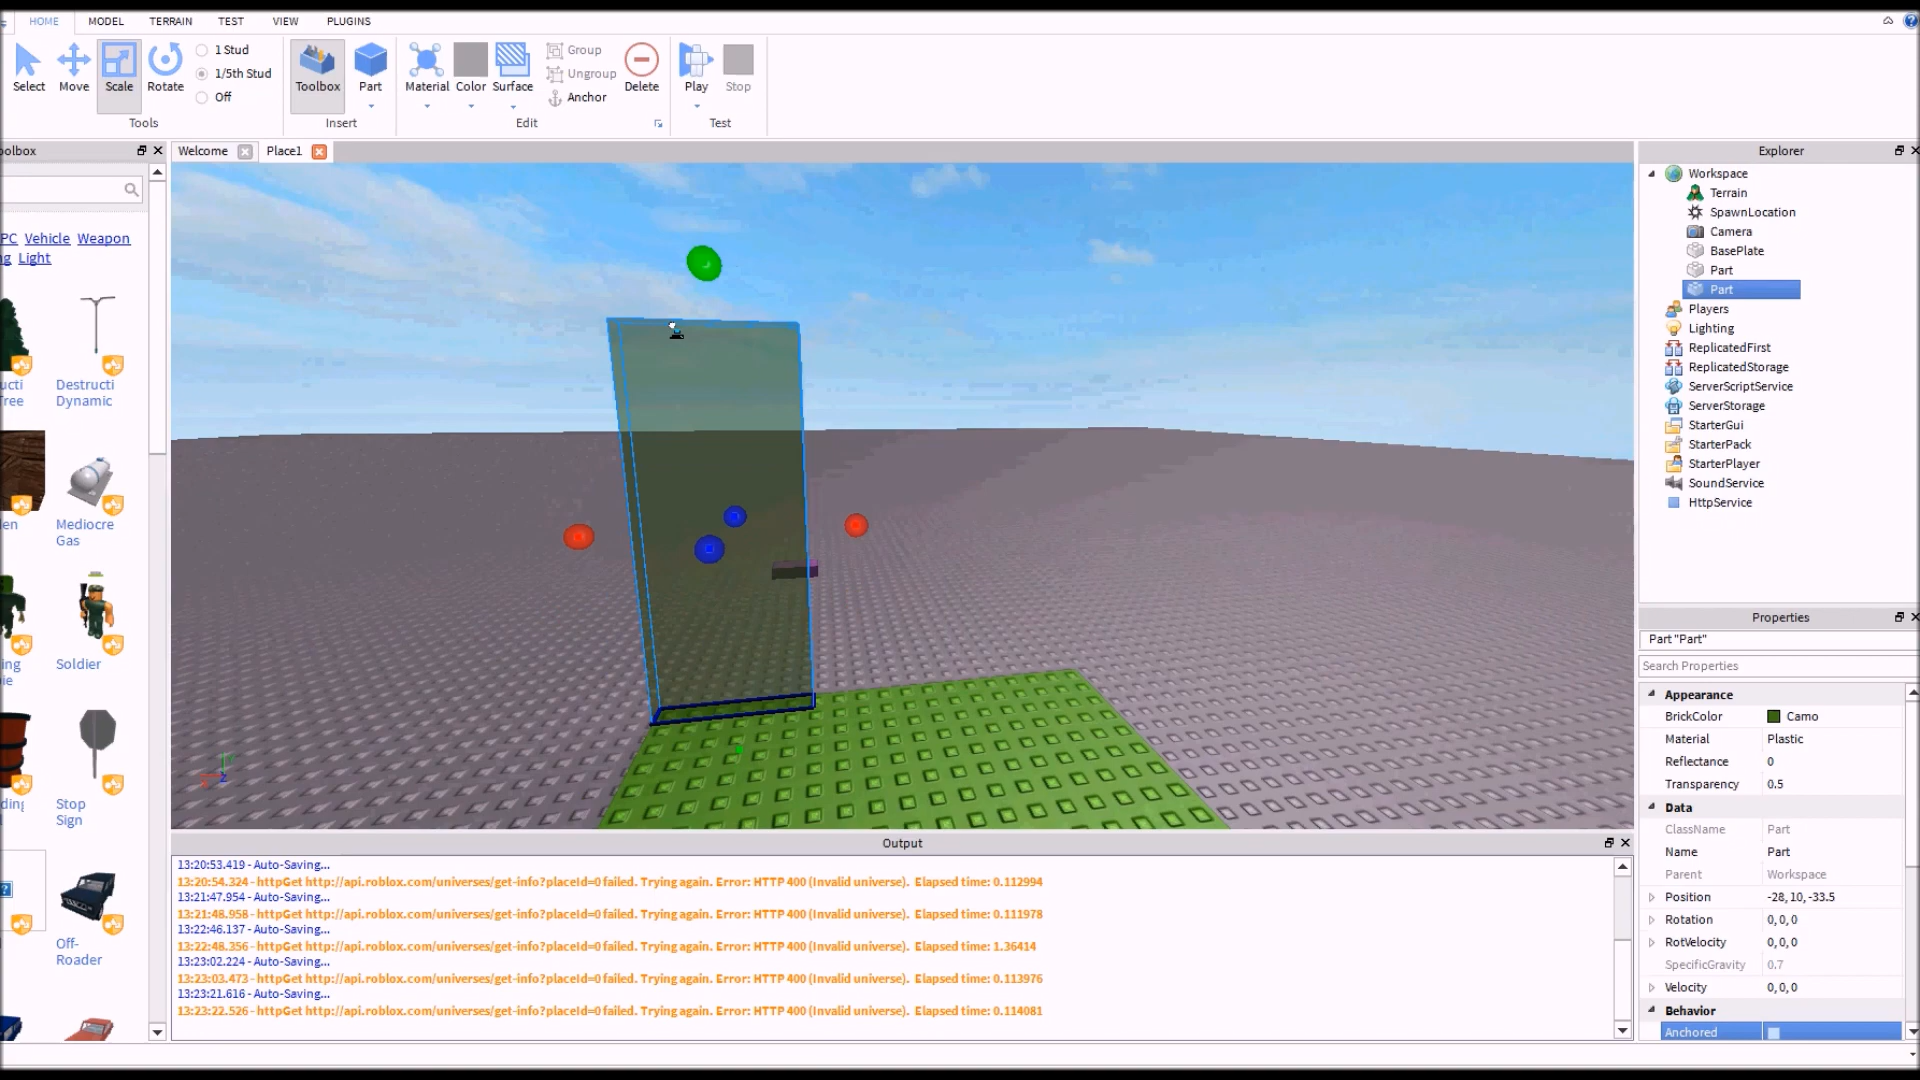 HOME MODEL TERRAIN TEST VIEW PLUGINS
Select Move Scale Rotate
1 Stud
1/5th Stud
Off
Tools
Toolbox Part
Insert
Material Color Surface
Group
Ungroup
Anchor
Delete
Edit
Play Stop
Test
oolbox
PC Vehicle Weapon
ng Light
ucti
Tree
Destructi
Dynamic
en
Mediocre
Gas
ing
ie
Soldier
ding
l
Stop
Sign
Off-
Roader
Welcome Place1
Output
13:20:53.419 - Auto-Saving...
13:20:54.324 - httpGet http://api.roblox.com/universes/get-info?placeId=0 failed. Trying again. Error: HTTP 400 (Invalid universe). Elapsed time: 0.112994
13:21:47.954 - Auto-Saving...
13:21:48.958 - httpGet http://api.roblox.com/universes/get-info?placeId=0 failed. Trying again. Error: HTTP 400 (Invalid universe). Elapsed time: 0.111978
13:22:46.137 - Auto-Saving...
13:22:48.356 - httpGet http://api.roblox.com/universes/get-info?placeId=0 failed. Trying again. Error: HTTP 400 (Invalid universe). Elapsed time: 1.36414
13:23:02.224 - Auto-Saving...
13:23:03.473 - httpGet http://api.roblox.com/universes/get-info?placeId=0 failed. Trying again. Error: HTTP 400 (Invalid universe). Elapsed time: 0.113976
13:23:21.616 - Auto-Saving...
13:23:22.526 - httpGet http://api.roblox.com/universes/get-info?placeId=0 failed. Trying again. Error: HTTP 400 (Invalid universe). Elapsed time: 0.114081
Explorer
Workspace
Terrain
SpawnLocation
Camera
BasePlate
Part
Part
Players
Lighting
ReplicatedFirst
ReplicatedStorage
ServerScriptService
ServerStorage
StarterGui
StarterPack
StarterPlayer
SoundService
HttpService
Properties
Part "Part"
Search Properties
Appearance
BrickColor Camo
Material Plastic
Reflectance 0
Transparency 0.5
Data
ClassName Part
Name Part
Parent Workspace
Position -28, 10, -33.5
Rotation 0, 0, 0
RotVelocity 0, 0, 0
SpecificGravity 0.7
Velocity 0, 0, 0
Behavior
Anchored